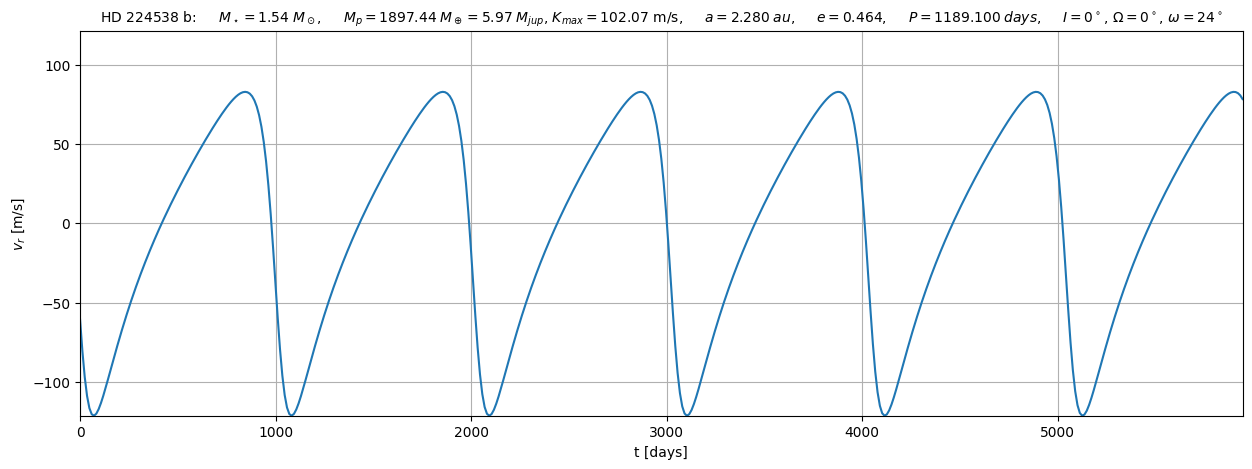 HD 224538 b: M⋆ = 1.54 M⊙, Mp = 1897.44 M⊕ = 5.97 Mjup, Kmax = 102.07 m/s, a = 2.280 au, e = 0.464, P = 1189.100 days, I = 0°, Ω = 0°, ω = 24°
100
50
0
−50
−100
vr [m/s]
0 1000 2000 3000 4000 5000
t [days]